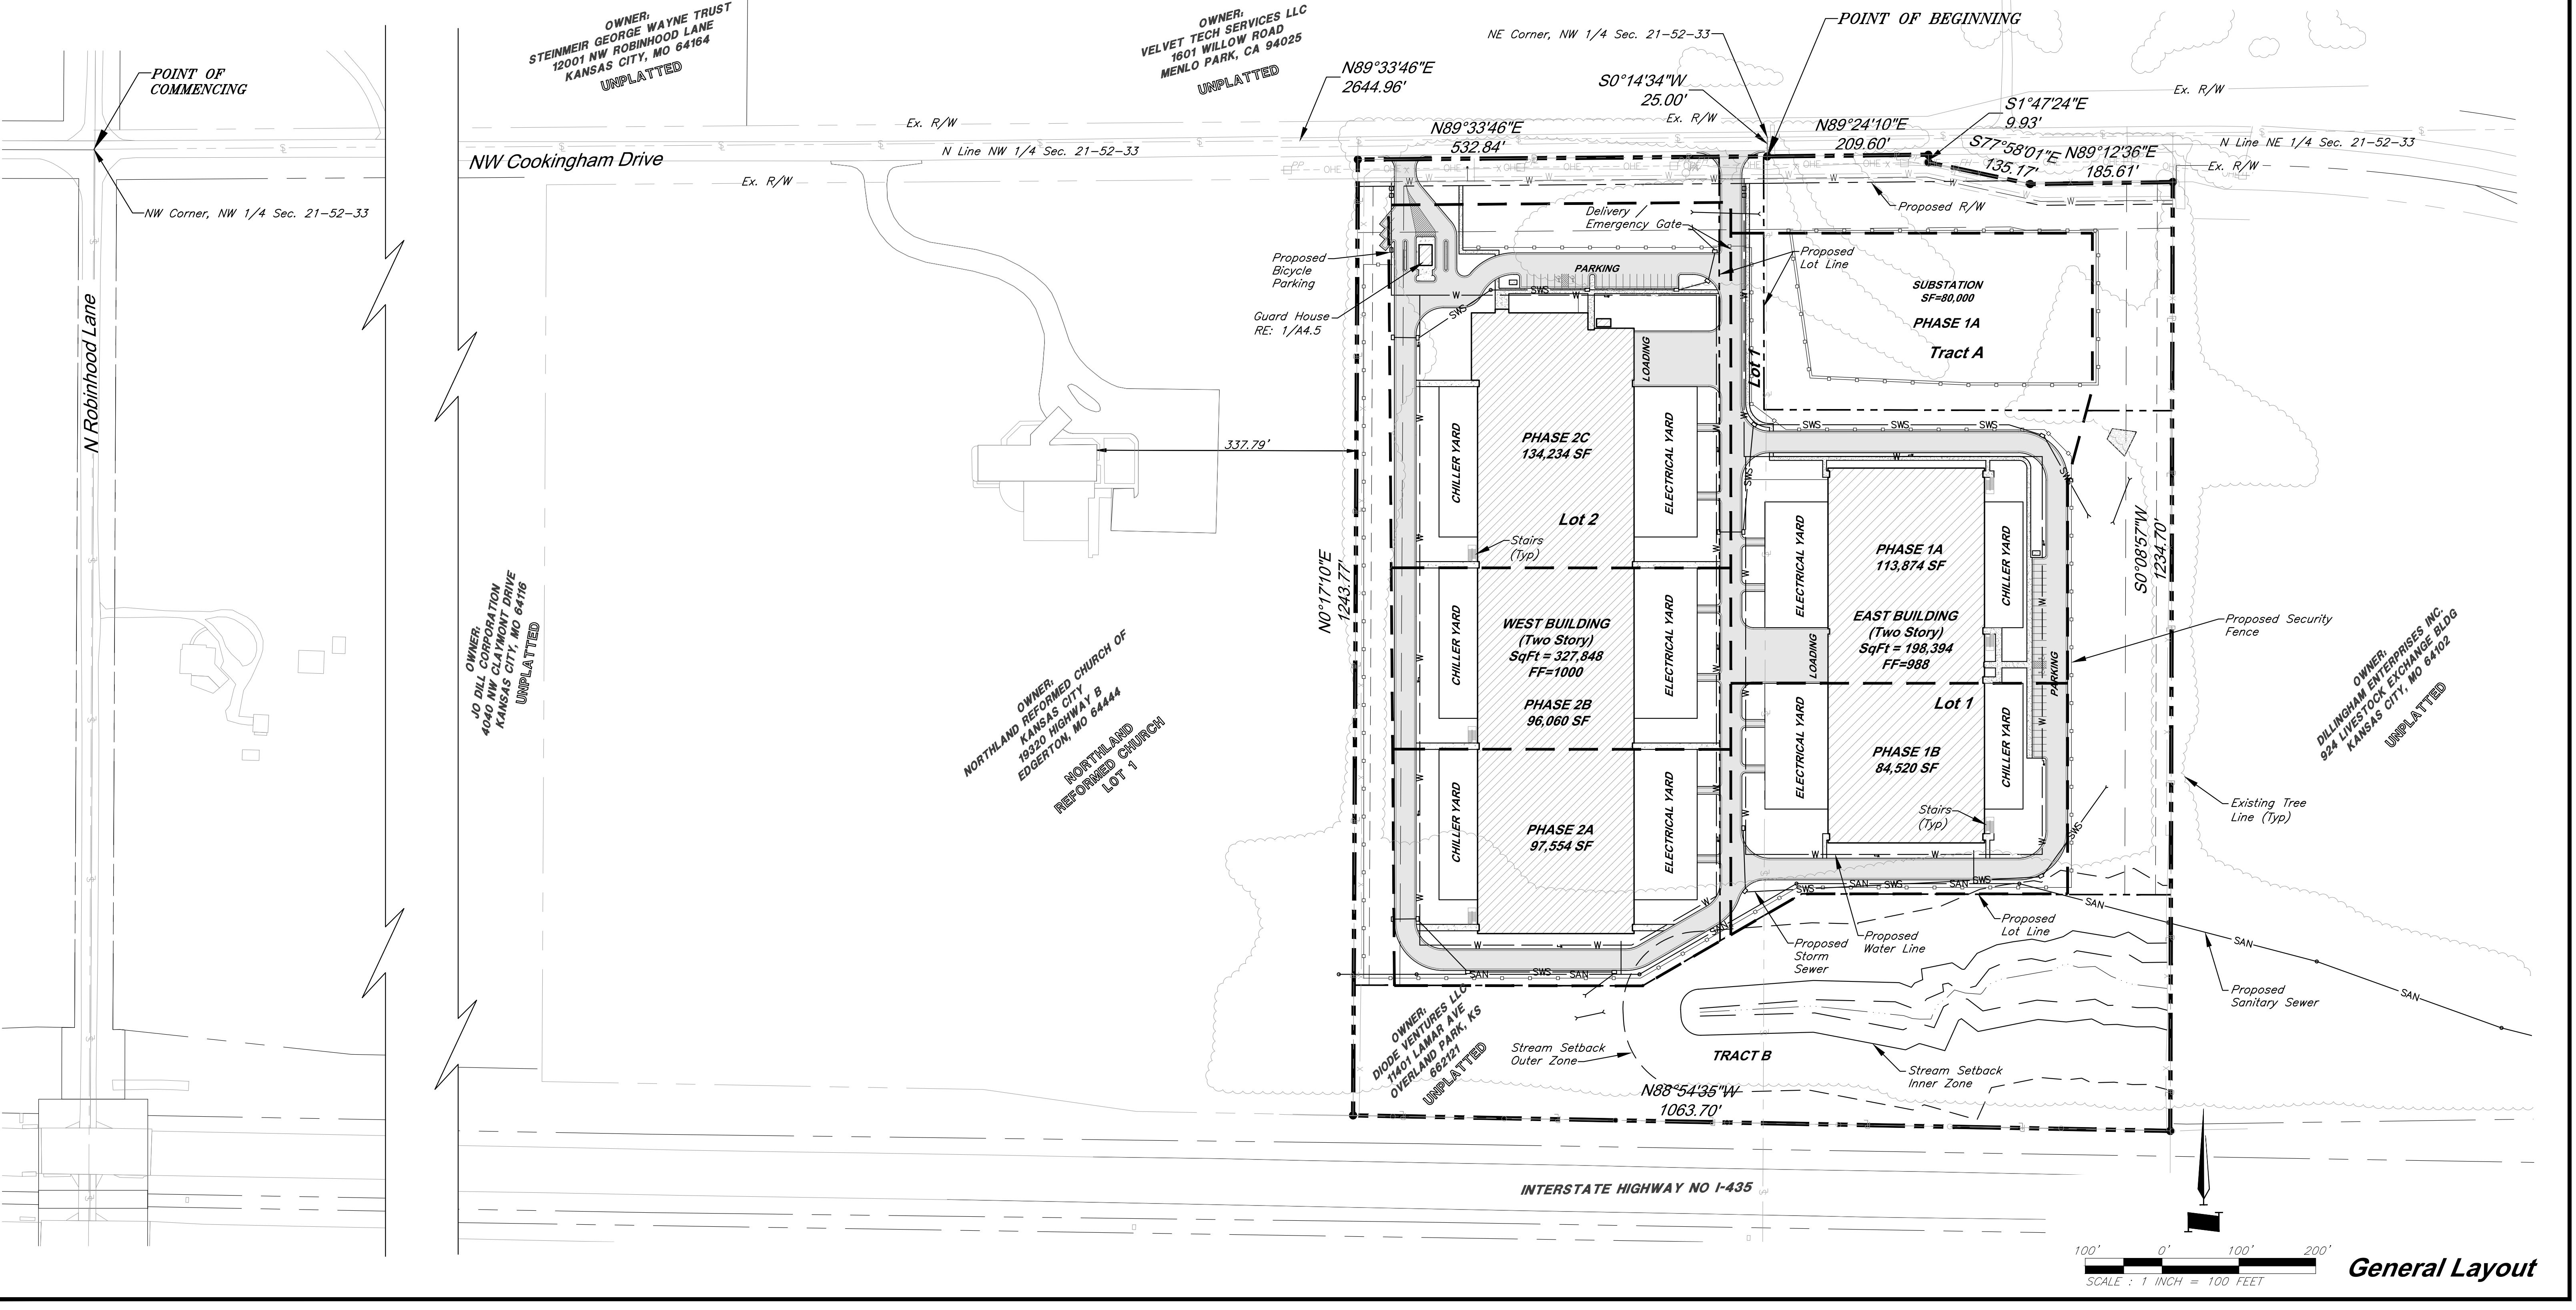 OWNER:
STEINMEIR GEORGE WAYNE TRUST
12001 NW ROBINHOOD LANE
KANSAS CITY, MO 64164
UNPLATTED
OWNER:
VELVET TECH SERVICES LLC
1601 WILLOW ROAD
MENLO PARK, CA 94025
UNPLATTED
POINT OF BEGINNING
NE Corner, NW 1/4 Sec. 21-52-33
POINT OF
COMMENCING
N89°33'46"E
2644.96'
S0°14'34"W
25.00'
Ex. R/W
Ex. R/W
S1°47'24"E
9.93'
Ex. R/W
N89°33'46"E
532.84'
N89°24'10"E
209.60'
S77°58'01"E
135.17'
N89°12'36"E
185.61'
N Line NE 1/4 Sec. 21-52-33
Ex. R/W
NW Cookingham Drive
N Line NW 1/4 Sec. 21-52-33
Ex. R/W
NW Corner, NW 1/4 Sec. 21-52-33
Proposed R/W
Delivery /
Emergency Gate
Proposed
Bicycle
Parking
Proposed
Lot Line
PARKING
SUBSTATION
SF=80,000
PHASE 1A
Tract A
Guard House
RE: 1/A4.5
N Robinhood Lane
LOADING
Lot 1
337.79'
CHILLER YARD
PHASE 2C
134,234 SF
ELECTRICAL YARD
Lot 2
Stairs
(Typ)
ELECTRICAL YARD
PHASE 1A
113,874 SF
CHILLER YARD
S0°08'57"W
1234.70'
N0°17'10"E
1243.77'
OWNER:
JO DILL CORPORATION
4040 NW CLAYMONT DRIVE
KANSAS CITY, MO 64116
UNPLATTED
CHILLER YARD
WEST BUILDING
(Two Story)
SqFt = 327,848
FF=1000
PHASE 2B
96,060 SF
ELECTRICAL YARD
EAST BUILDING
(Two Story)
SqFt = 198,394
FF=988
LOADING
PARKING
Lot 1
Proposed Security
Fence
OWNER:
DILLINGHAM ENTERPRISES INC.
924 LIVESTOCK EXCHANGE BLDG
KANSAS CITY, MO 64102
UNPLATTED
OWNER:
NORTHLAND REFORMED CHURCH OF
KANSAS CITY
19320 HIGHWAY B
EDGERTON, MO 64444
NORTHLAND
REFORMED CHURCH
LOT 1
ELECTRICAL YARD
PHASE 1B
84,520 SF
CHILLER YARD
CHILLER YARD
PHASE 2A
97,554 SF
ELECTRICAL YARD
Stairs
(Typ)
Existing Tree
Line (Typ)
Proposed
Lot Line
Proposed
Water Line
Proposed
Storm
Sewer
SAN
SAN
SAN
Proposed
Sanitary Sewer
OWNER:
DIODE VENTURES LLC
11401 LAMAR AVE
OVERLAND PARK, KS
662121
UNPLATTED
Stream Setback
Outer Zone
TRACT B
Stream Setback
Inner Zone
N88°54'35"W
1063.70'
INTERSTATE HIGHWAY NO I-435
100' 0' 100' 200'
SCALE : 1 INCH = 100 FEET
General Layout